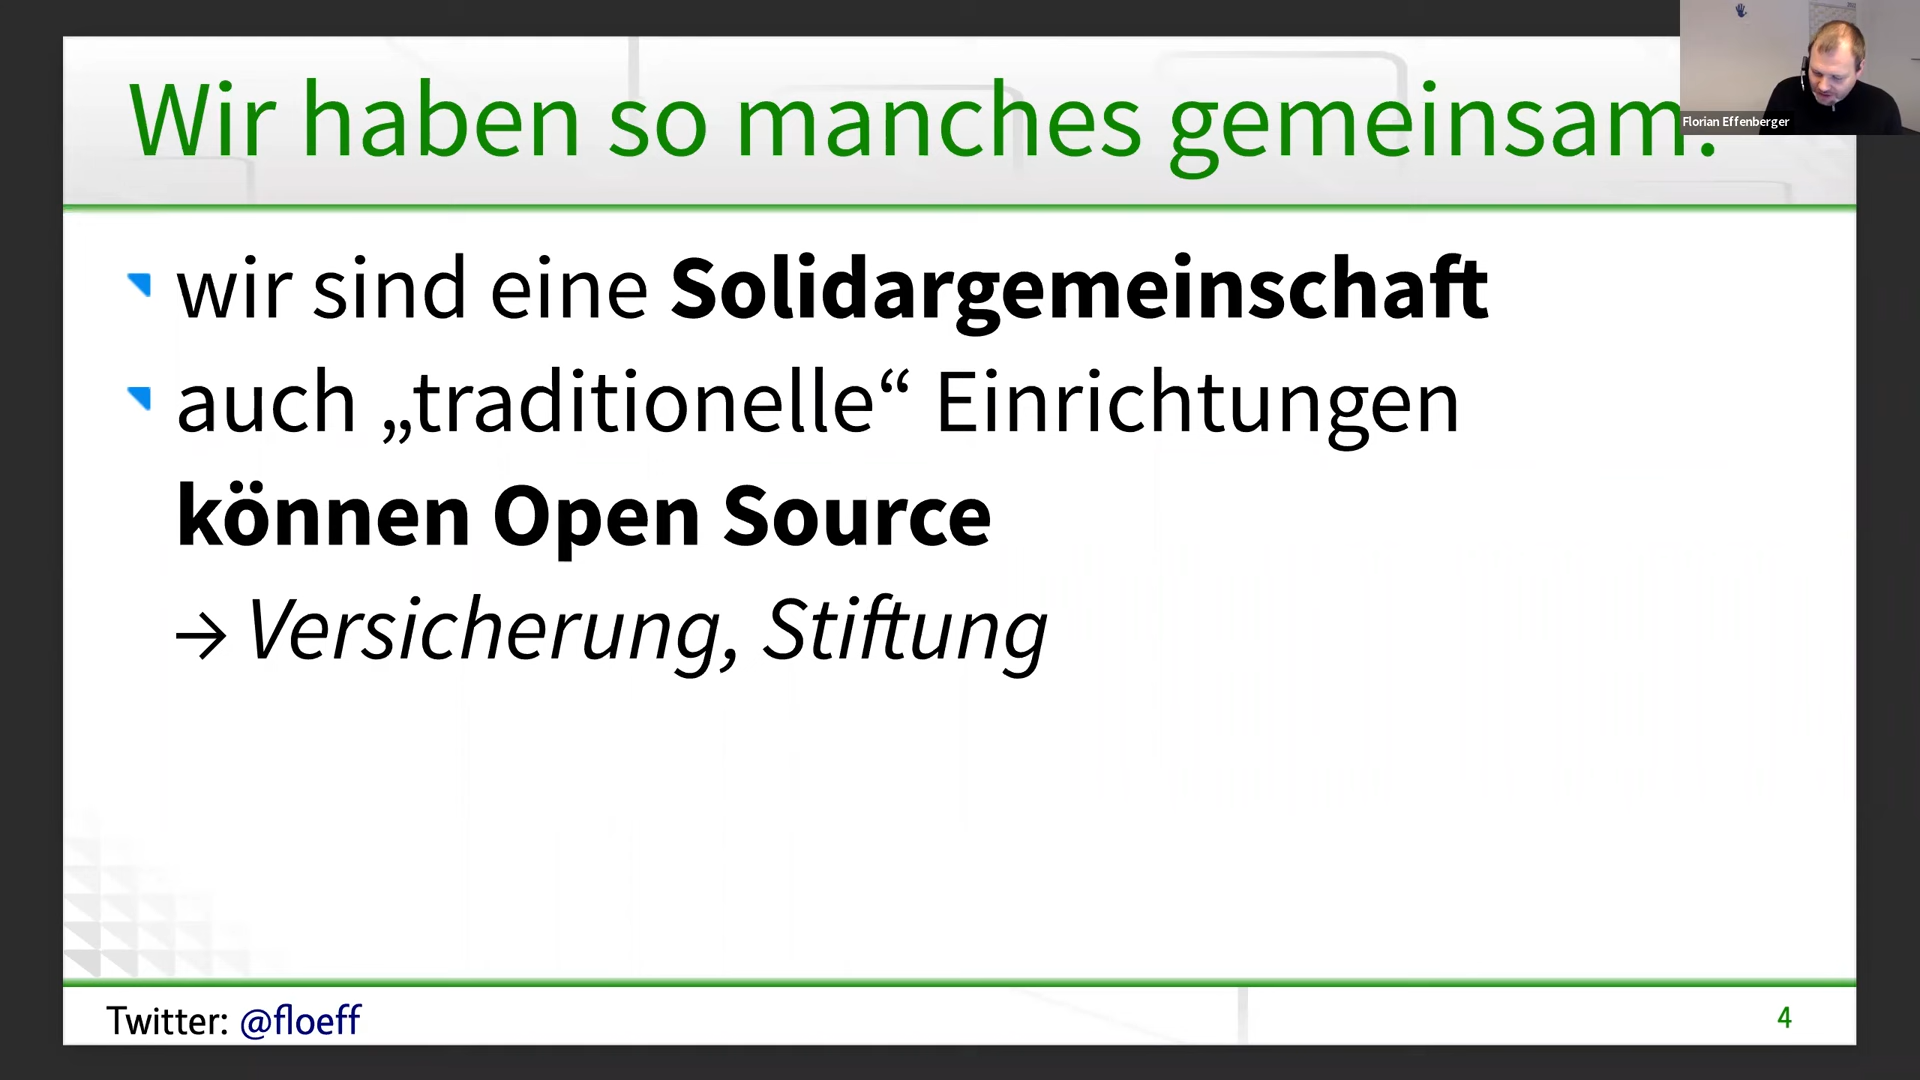 Wir haben so manches gemeinsam.
Florian Effenberger
wir sind eine Solidargemeinschaft
auch „traditionelle“ Einrichtungen
können Open Source
→ Versicherung, Stiftung
Twitter: @floeff
4